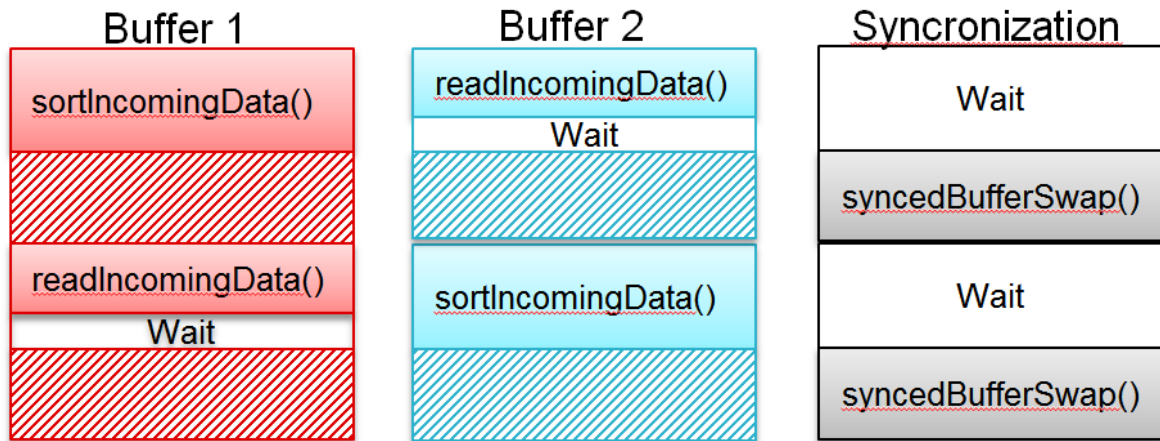 Buffer 1
sortIncomingData()
readIncomingData()
Wait
Buffer 2
readIncomingData()
Wait
sortIncomingData()
Syncronization
Wait
syncedBufferSwap()
Wait
syncedBufferSwap()